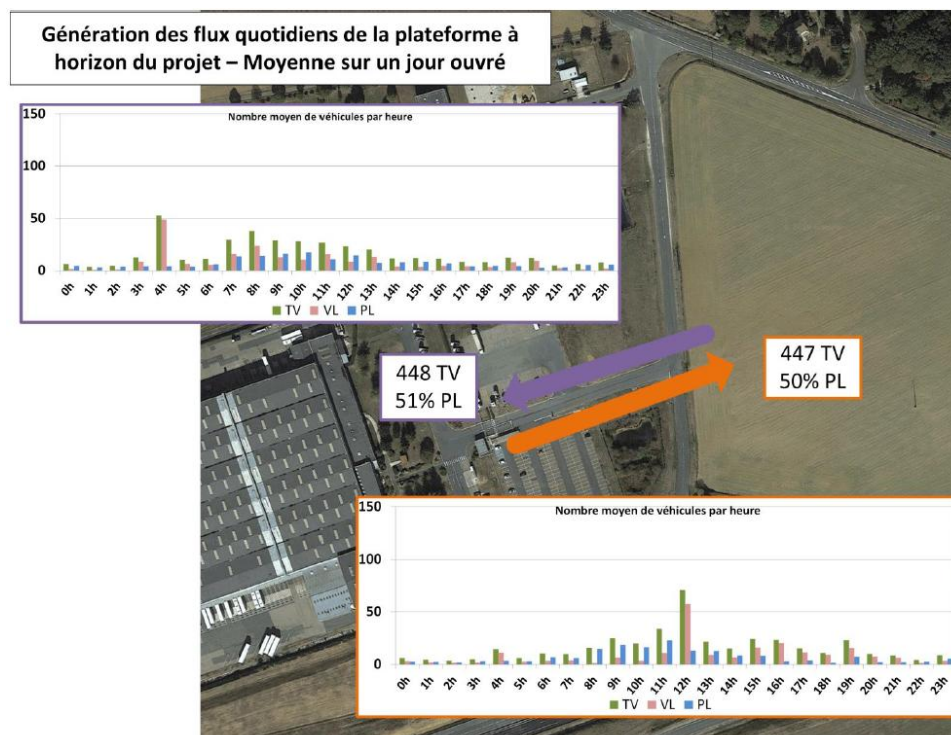 Génération des flux quotidiens de la plateforme à
horizon du projet – Moyenne sur un jour ouvré
Nombre moyen de véhicules par heure
150
100
50
0
0h 1h 2h 3h 4h 5h 6h 7h 8h 9h 10h 11h 12h 13h 14h 15h 16h 17h 18h 19h 20h 21h 22h 23h
TV VL PL
448 TV
51% PL
447 TV
50% PL
Nombre moyen de véhicules par heure
150
100
50
0
0h 1h 2h 3h 4h 5h 6h 7h 8h 9h 10h 11h 12h 13h 14h 15h 16h 17h 18h 19h 20h 21h 22h 23h
TV VL PL